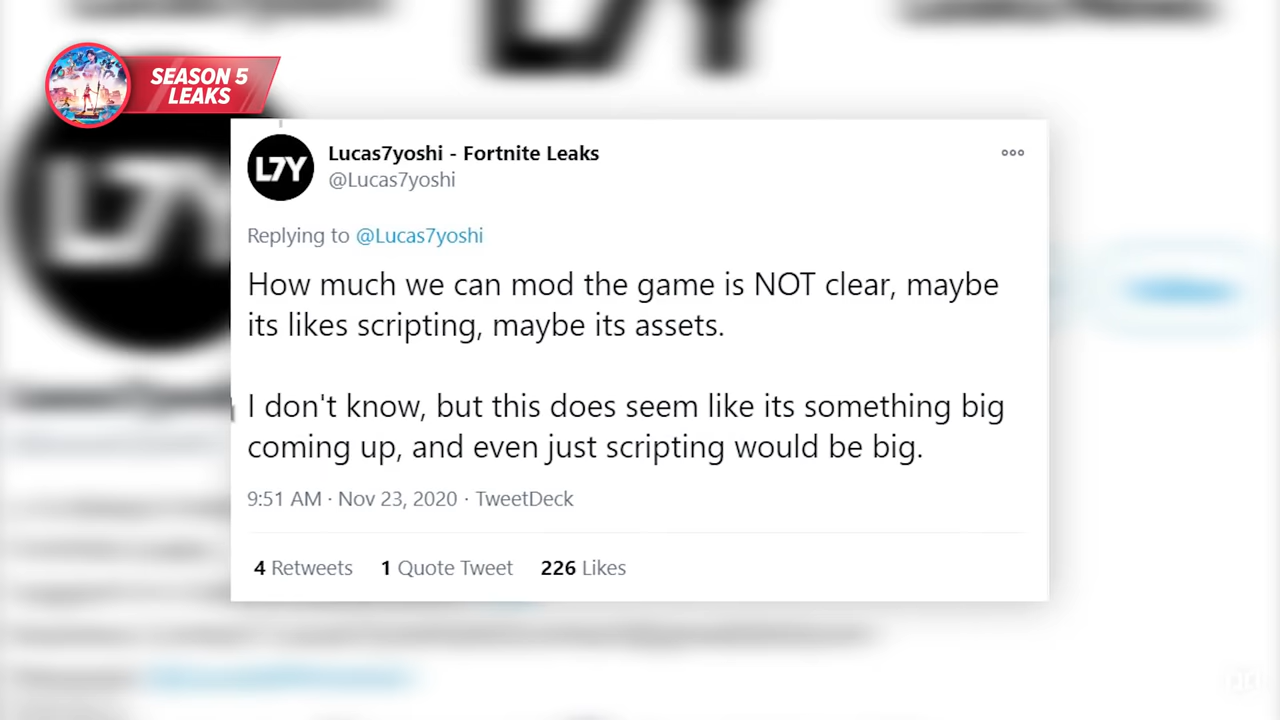 SEASON 5
LEAKS
L7Y
Lucas7yoshi - Fortnite Leaks
@Lucas7yoshi
Replying to @Lucas7yoshi
How much we can mod the game is NOT clear, maybe
its likes scripting, maybe its assets.
I don't know, but this does seem like its something big
coming up, and even just scripting would be big.
9:51 AM · Nov 23, 2020 · TweetDeck
4 Retweets 1 Quote Tweet 226 Likes